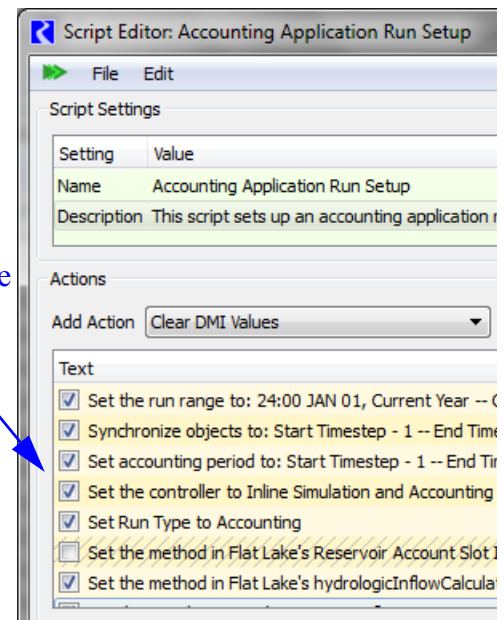 Script Editor: Accounting Application Run Setup
File Edit
Script Settings
Setting Value
Name Accounting Application Run Setup
Description This script sets up an accounting application
e
Actions
Add Action Clear DMI Values
Text
Set the run range to: 24:00 JAN 01, Current Year --
Synchronize objects to: Start Timestep - 1 -- End Time
Set accounting period to: Start Timestep - 1 -- End
Set the controller to Inline Simulation and Accounting
Set Run Type to Accounting
Set the method in Flat Lake's Reservoir Account Slot
Set the method in Flat Lake's hydrologicInflowCalcula